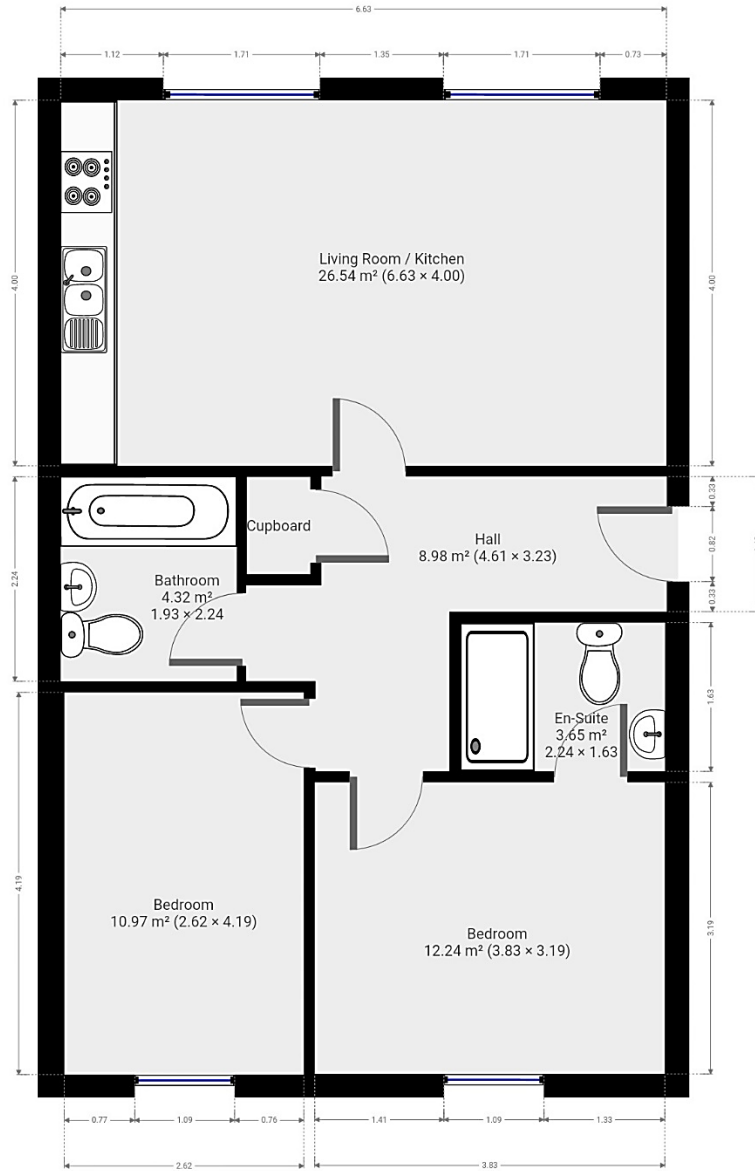 6.63
1.12 1.71 1.35 1.71 0.73
4.00
4.00
Living Room / Kitchen
26.54 m² (6.63 × 4.00)
0.33
Cupboard
Hall
8.98 m² (4.61 × 3.23)
0.82
2.24
Bathroom
4.32 m²
1.93 × 2.24
0.33
1.63
En-Suite
3.65 m²
2.24 × 1.63
4.19
Bedroom
10.97 m² (2.62 × 4.19)
Bedroom
12.24 m² (3.83 × 3.19)
3.19
0.77 1.09 0.76 1.41 1.09 1.33
2.62 3.83